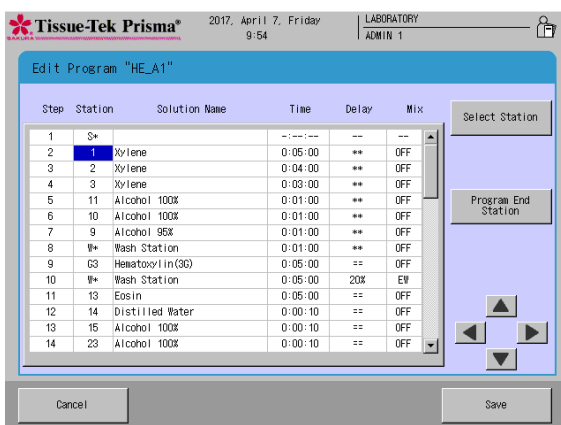 SAKURA Tissue-Tek Prisma® 2017, April 7, Friday LABORATORY
9:54 ADMIN 1
Edit Program "HE_A1"
Step Station Solution Name Time Delay Mix
1 S* -:--:-- -- --
2 1 Xylene 0:05:00 ** OFF
3 2 Xylene 0:04:00 ** OFF
4 3 Xylene 0:03:00 ** OFF
5 11 Alcohol 100% 0:01:00 ** OFF
6 10 Alcohol 100% 0:01:00 ** OFF
7 9 Alcohol 95% 0:01:00 ** OFF
8 W* Wash Station 0:01:00 ** OFF
9 G3 Hematoxylin(3G) 0:05:00 == OFF
10 W* Wash Station 0:05:00 20% EW
11 13 Eosin 0:05:00 == OFF
12 14 Distilled Water 0:00:10 == OFF
13 15 Alcohol 100% 0:00:10 == OFF
14 23 Alcohol 100% 0:00:10 == OFF
Select Station
Program End
Station
Cancel
Save